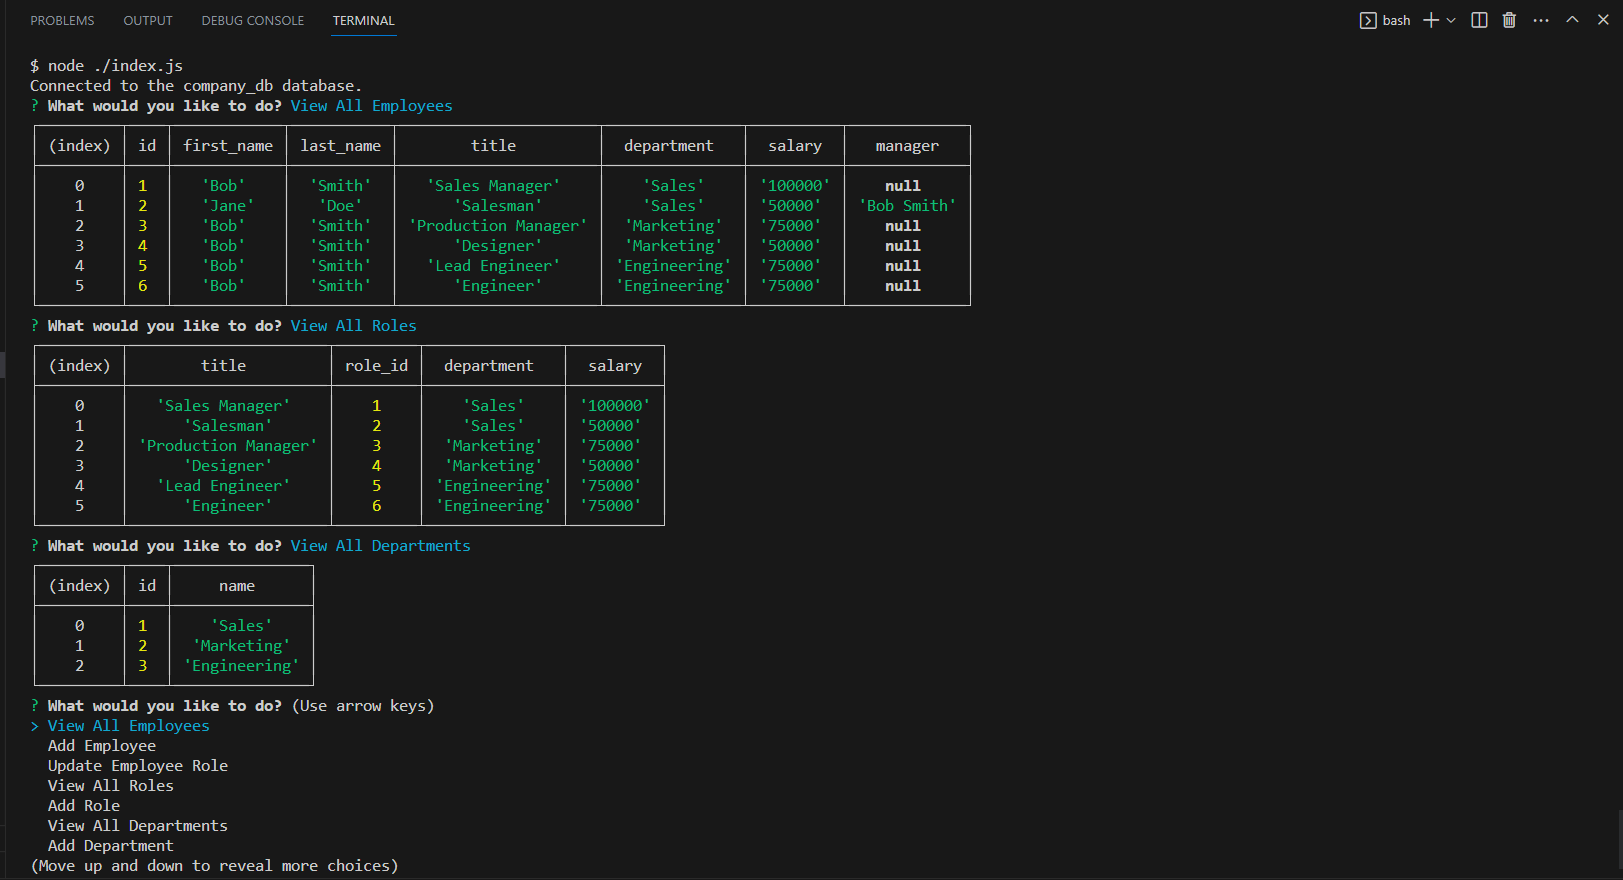 PROBLEMS OUTPUT DEBUG CONSOLE TERMINAL bash
$ node ./index.js
Connected to the company_db database.
? What would you like to do? View All Employees
(index) id first_name last_name title department salary manager
0 1 'Bob' 'Smith' 'Sales Manager' 'Sales' '100000' null
1 2 'Jane' 'Doe' 'Salesman' 'Sales' '50000' 'Bob Smith'
2 3 'Bob' 'Smith' 'Production Manager' 'Marketing' '75000' null
3 4 'Bob' 'Smith' 'Designer' 'Marketing' '50000' null
4 5 'Bob' 'Smith' 'Lead Engineer' 'Engineering' '75000' null
5 6 'Bob' 'Smith' 'Engineer' 'Engineering' '75000' null
? What would you like to do? View All Roles
(index) title role_id department salary
0 'Sales Manager' 1 'Sales' '100000'
1 'Salesman' 2 'Sales' '50000'
2 'Production Manager' 3 'Marketing' '75000'
3 'Designer' 4 'Marketing' '50000'
4 'Lead Engineer' 5 'Engineering' '75000'
5 'Engineer' 6 'Engineering' '75000'
? What would you like to do? View All Departments
(index) id name
0 1 'Sales'
1 2 'Marketing'
2 3 'Engineering'
? What would you like to do? (Use arrow keys)
> View All Employees
Add Employee
Update Employee Role
View All Roles
Add Role
View All Departments
Add Department
(Move up and down to reveal more choices)